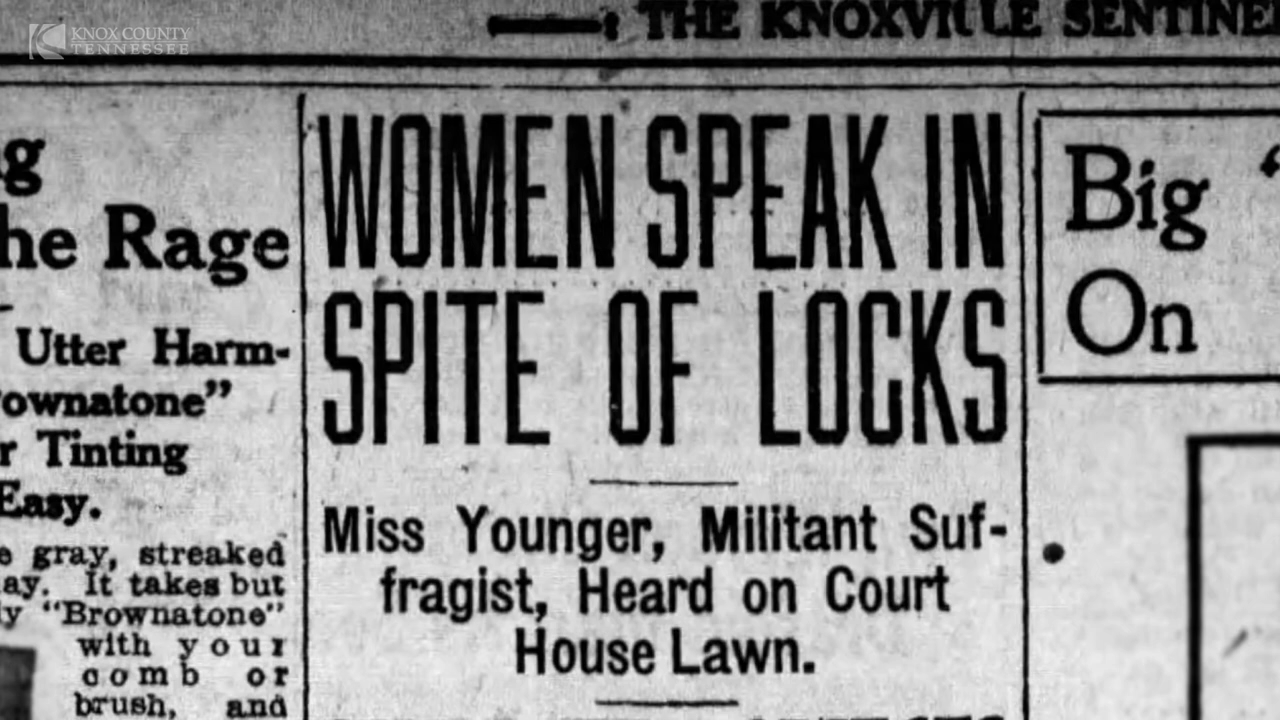 KNOX COUNTY
TENNESSEE
THE KNOXVILLE SENTINE
g
he Rage
Utter Harm-
ownatone”
r Tinting
Easy.
e gray, streaked
ay. It takes but
y “Brownatone”
with your
comb or
brush, and
WOMEN SPEAK IN
SPITE OF LOCKS
Miss Younger, Militant Suf-
fragist, Heard on Court
House Lawn.
Big
On